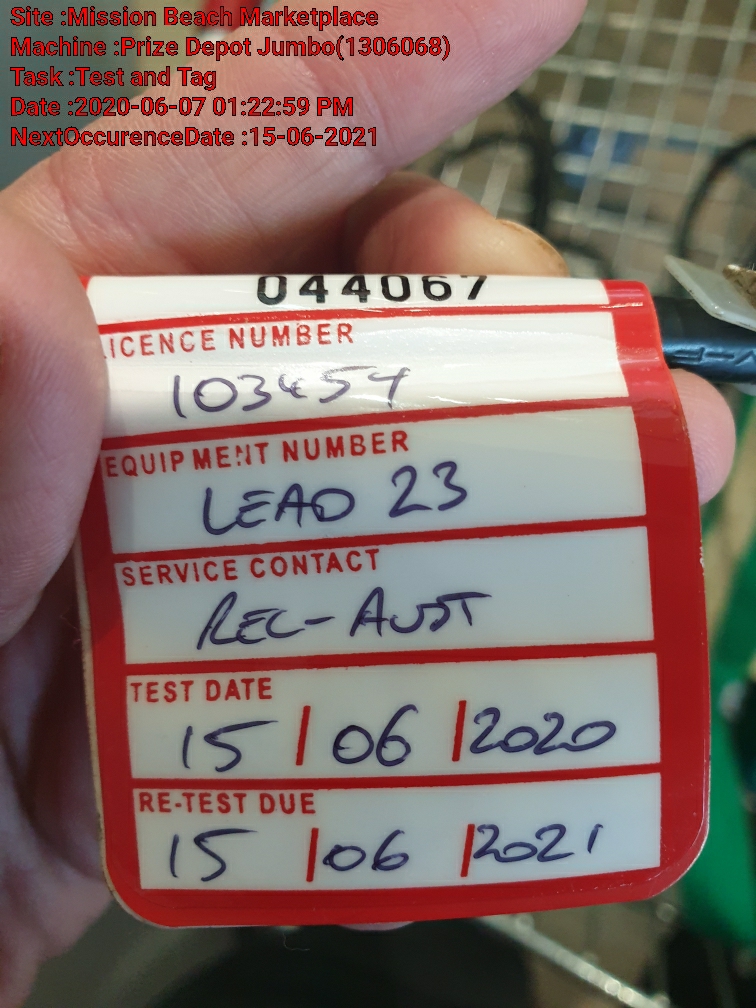 Site :Mission Beach Marketplace
Machine :Prize Depot Jumbo(1306068)
Task :Test and Tag
Date :2020-06-07 01:22:59 PM
NextOccurenceDate :15-06-2021
044067
LICENCE NUMBER
103454
EQUIPMENT NUMBER
LEAD 23
SERVICE CONTACT
REC-AUST
TEST DATE
15 / 06 / 2020
RE-TEST DUE
15 / 06 / 2021